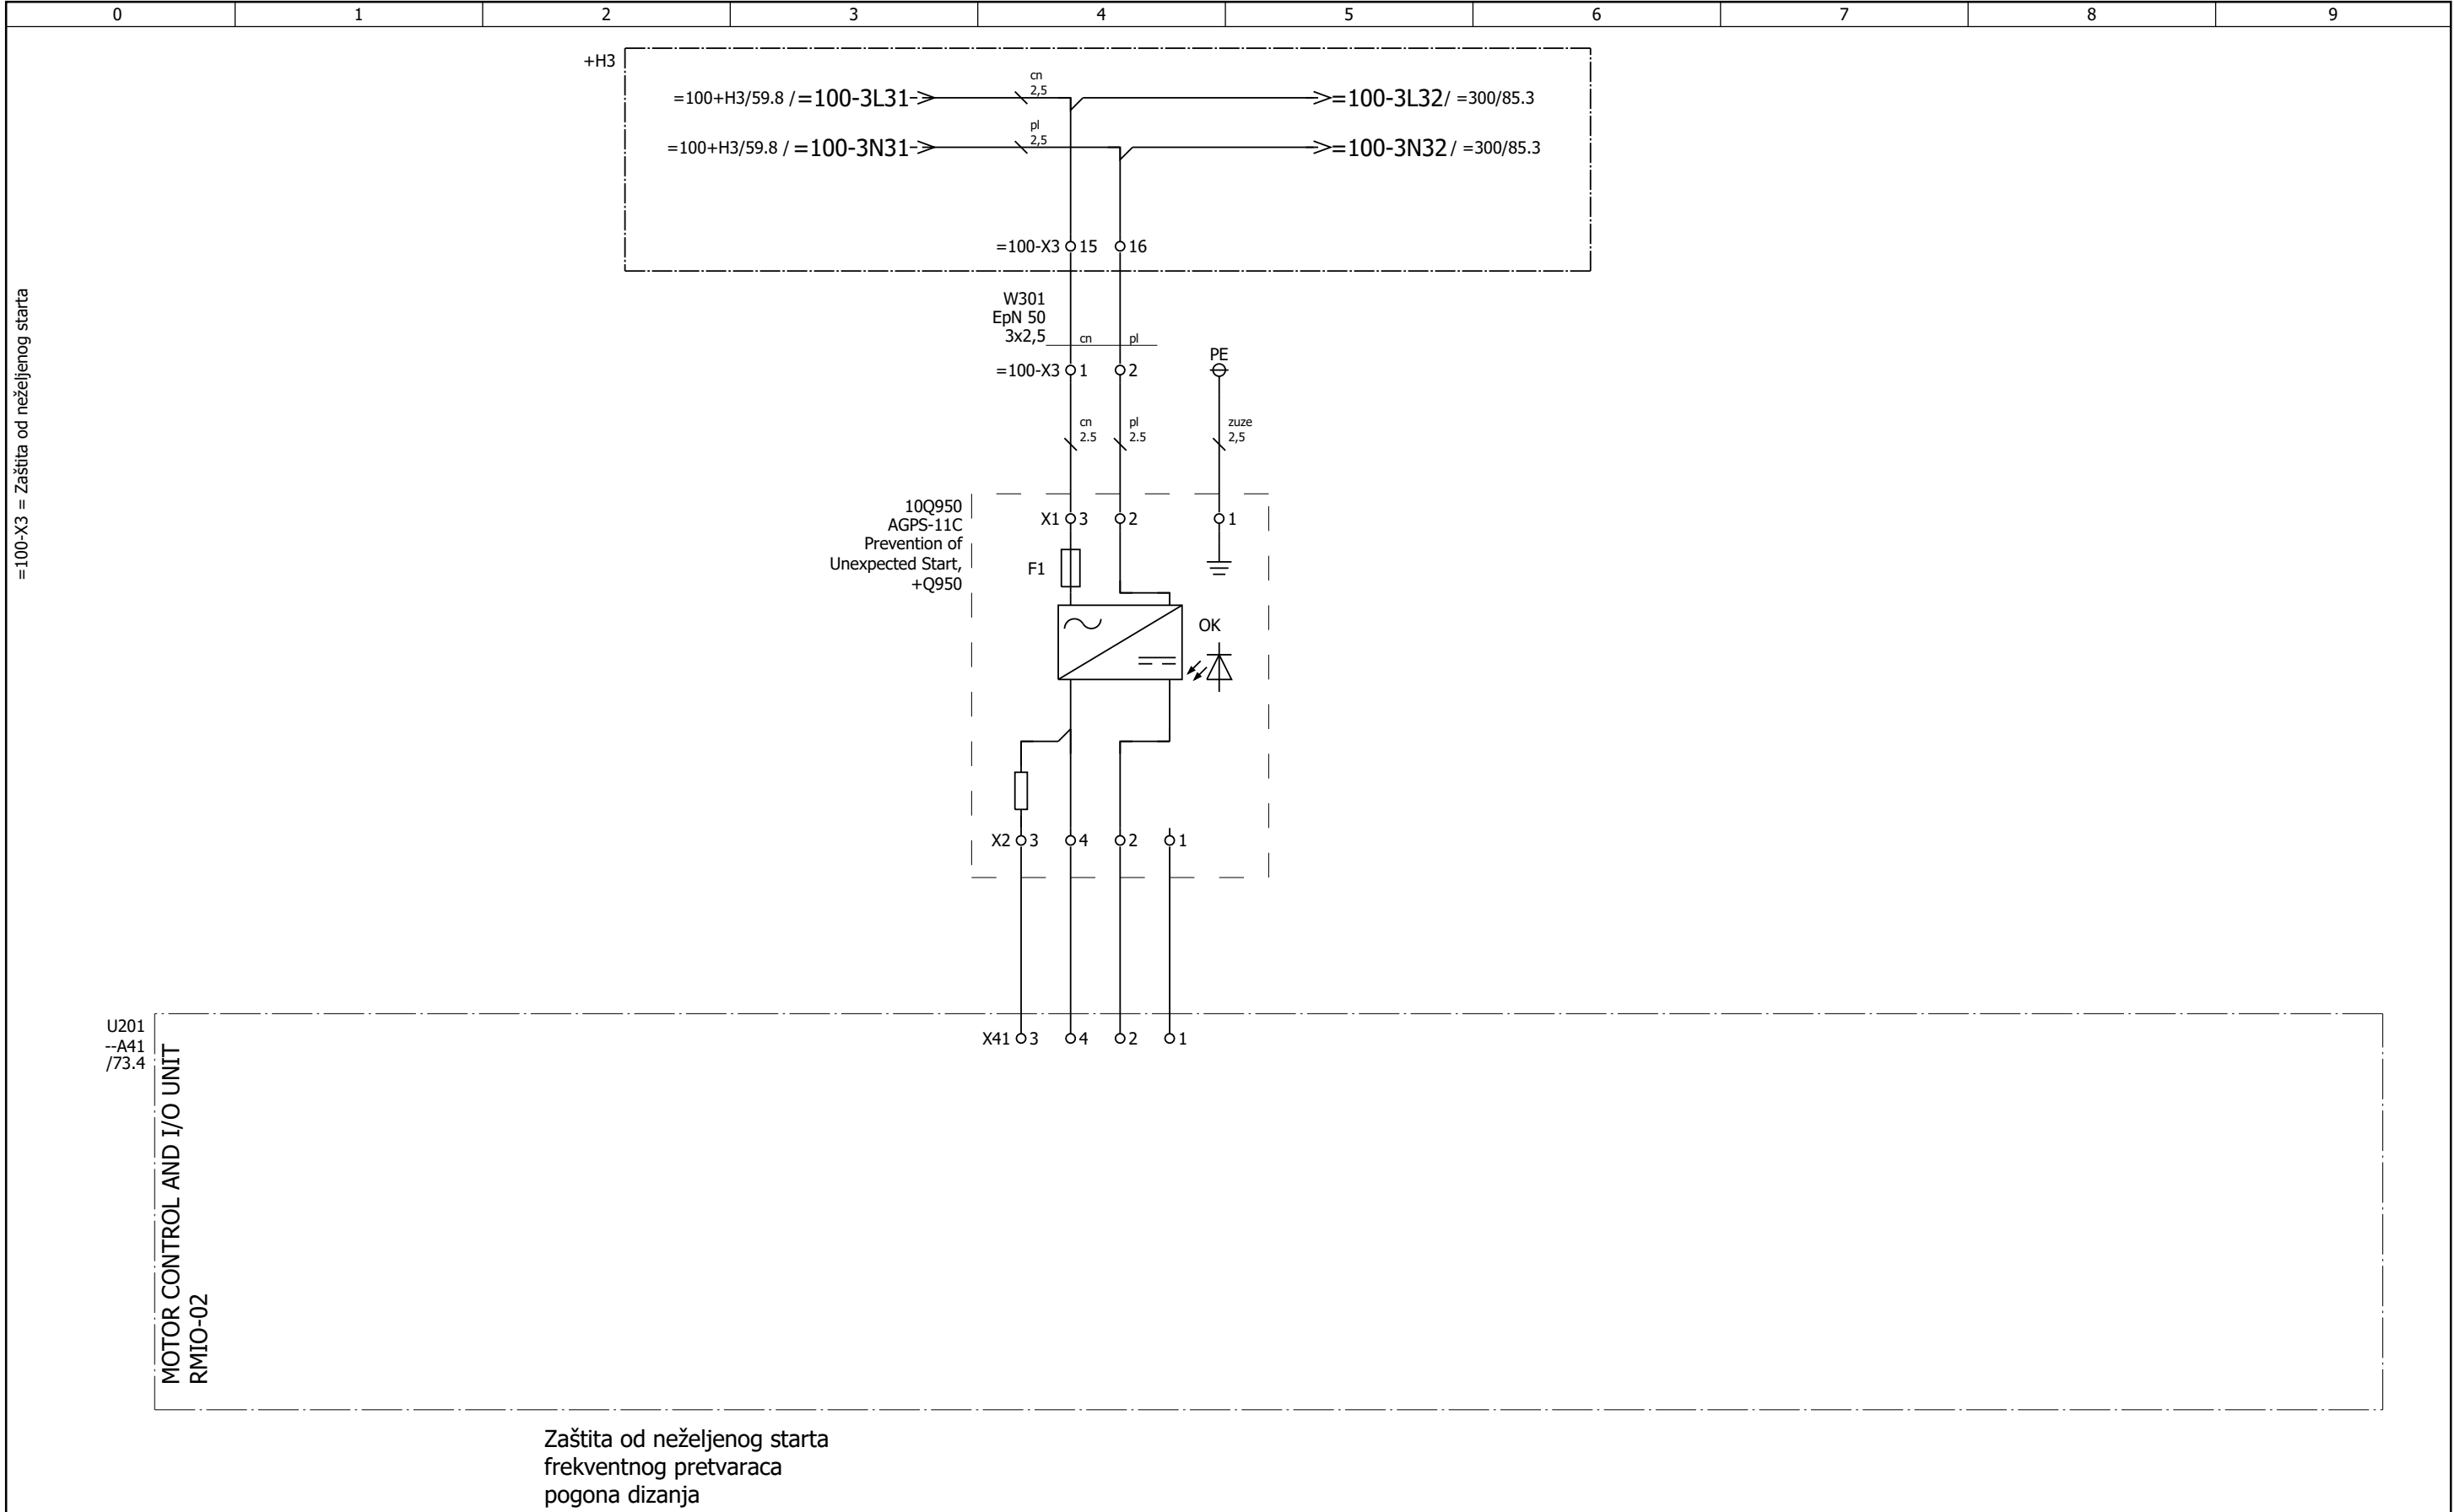 0 1 2 3 4 5 6 7 8 9
+H3
cn
2,5
=100+H3/59.8 / =100-3L31
=100-3L32 / =300/85.3
pl
2,5
=100+H3/59.8 / =100-3N31
=100-3N32 / =300/85.3
=100-X3 15 16
=100-X3 = Zaštita od neželjenog starta
W301
EpN 50
3x2,5
cn pl
=100-X3 1 2
PE
cn
2.5
pl
2.5
zuze
2,5
10Q950
AGPS-11C
Prevention of
Unexpected Start,
+Q950
X1 3 2 1
F1
OK
X2 3 4 2 1
U201
--A41
/73.4
X41 3 4 2 1
MOTOR CONTROL AND I/O UNIT
RMIO-02
Zaštita od neželjenog starta
frekventnog pretvaraca
pogona dizanja